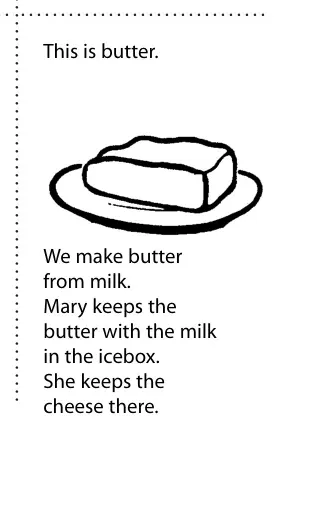 This is butter.
We make butter
from milk.
Mary keeps the
butter with the milk
in the icebox.
She keeps the
cheese there.